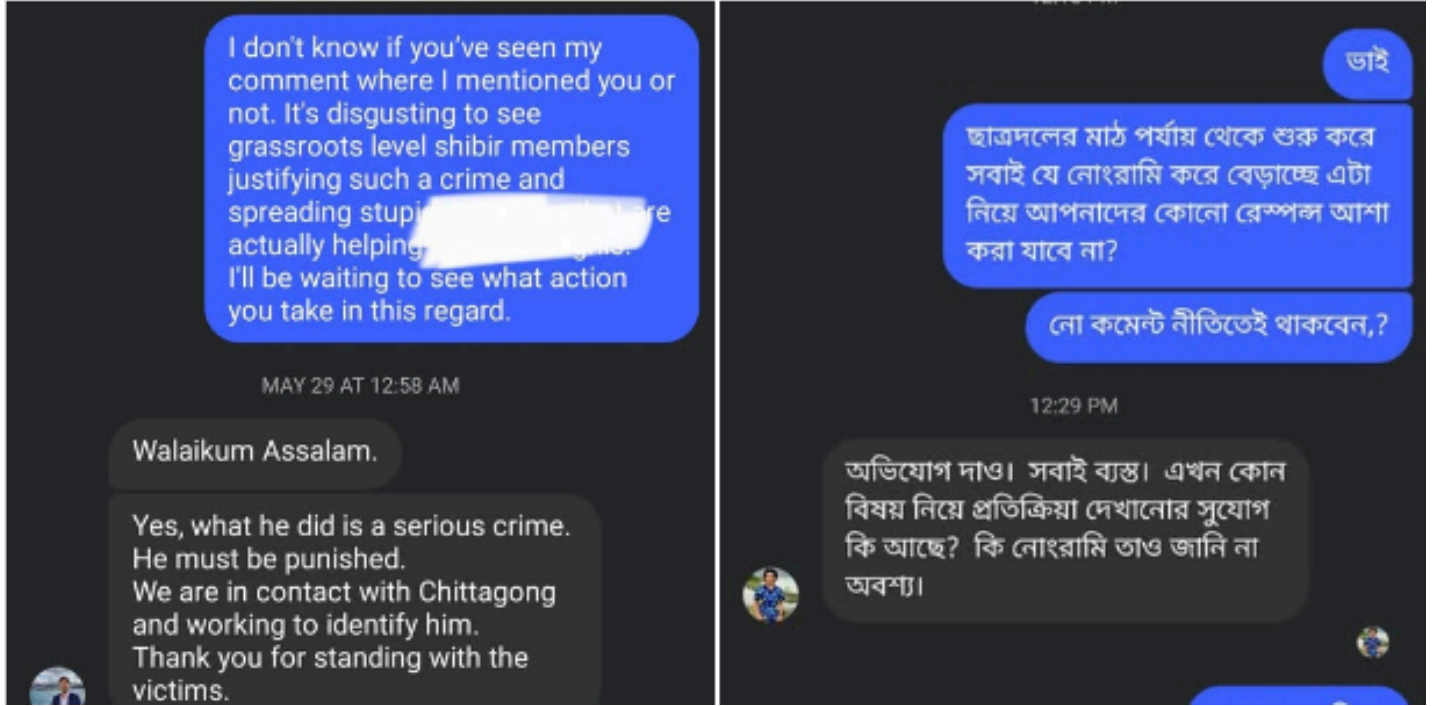 I don't know if you've seen my
comment where I mentioned you or
not. It's disgusting to see
grassroots level shibir members
justifying such a crime and
spreading
actually helping
I'll be waiting to see what action
you take in this regard.
MAY 29 AT 12:58 AM
Walaikum Assalam.
Yes, what he did is a serious crime.
He must be punished.
We are in contact with Chittagong
and working to identify him.
Thank you for standing with the
victims.
ভাই
ছাত্রদলের মাঠ পর্যায় থেকে শুরু করে
সবাই যে নোংরামি করে বেড়াচ্ছে এটা
নিয়ে আপনাদের কোনো রেস্পন্স আশা
করা যাবে না?
নো কমেন্ট নীতিতেই থাকবেন,?
12:29 PM
অভিযোগ দাও। সবাই ব্যস্ত। এখন কোন
বিষয় নিয়ে প্রতিক্রিয়া দেখানোর সুযোগ
কি আছে? কি নোংরামি তাও জানি না
অবশ্য।